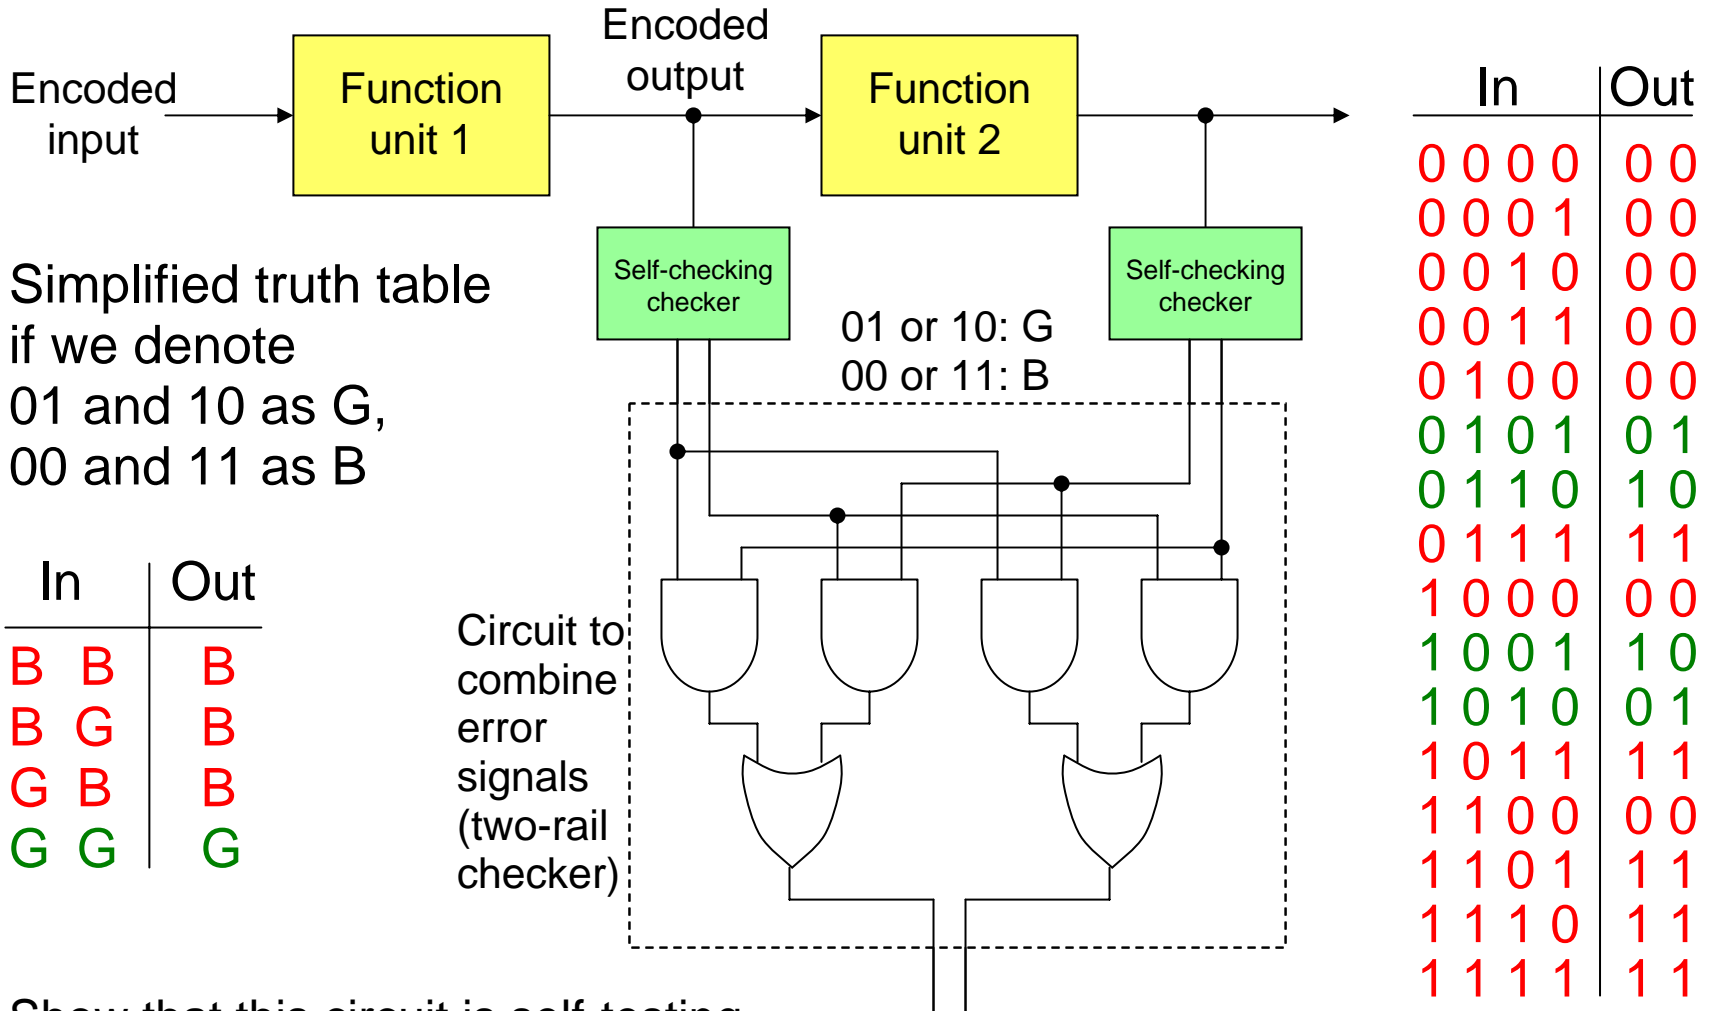 Encoded
input
Function
unit 1
Encoded
output
Function
unit 2
Self-checking
checker
Self-checking
checker
01 or 10: G
00 or 11: B
Simplified truth table
if we denote
01 and 10 as G,
00 and 11 as B
In Out
B B B
B G B
G B B
G G G
Circuit to
combine
error
signals
(two-rail
checker)
Show that this circuit is self-testing
In Out
0 0 0 0 0 0
0 0 0 1 0 0
0 0 1 0 0 0
0 0 1 1 0 0
0 1 0 0 0 0
0 1 0 1 0 1
0 1 1 0 1 0
0 1 1 1 1 1
1 0 0 0 0 0
1 0 0 1 1 0
1 0 1 0 0 1
1 0 1 1 1 1
1 1 0 0 0 0
1 1 0 1 1 1
1 1 1 0 1 1
1 1 1 1 1 1